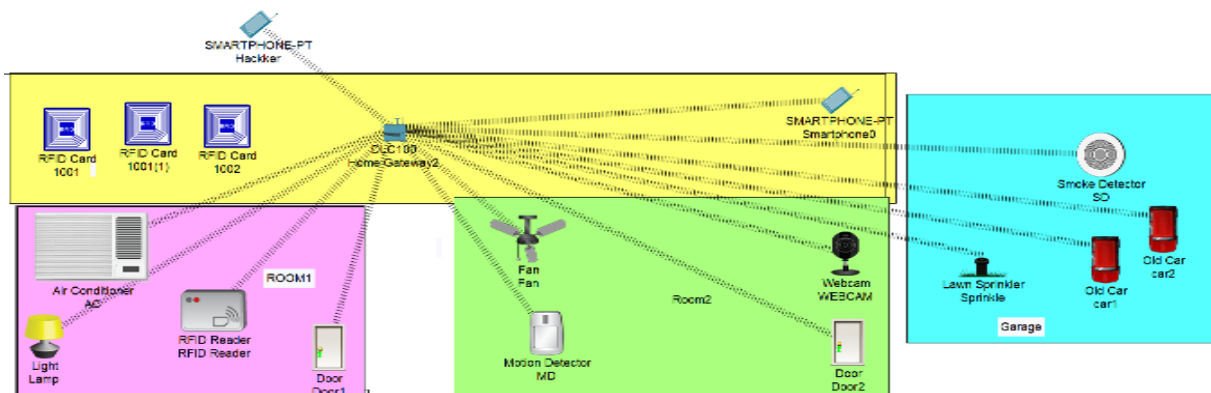 SMARTPHONE-PT
Hackker
RFID Card
1001
RFID Card
1001(1)
RFID Card
1002
DLC100
Home Gateway2
SMARTPHONE-PT
Smartphone0
Smoke Detector
SD
Air Conditioner
AC
ROOM1
RFID Reader
RFID Reader
Light
Lamp
Door
Door1
Fan
Fan
Webcam
WEBCAM
Room2
Motion Detector
MD
Door
Door2
Lawn Sprinkler
Sprinkle
Old Car
car1
Old Car
car2
Garage